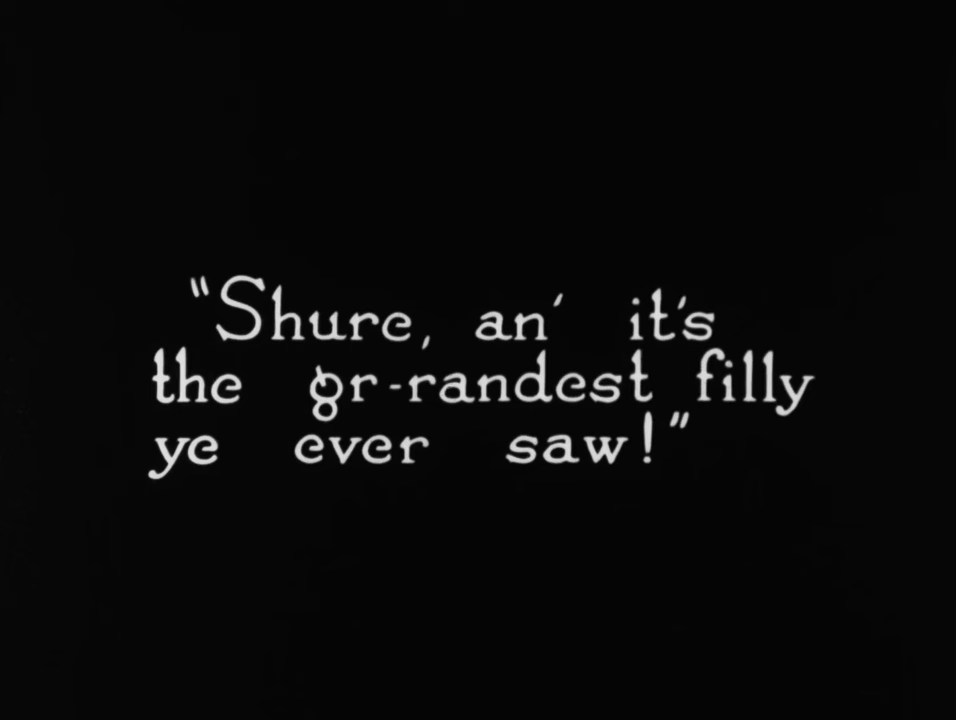 "Shure, an' it's
the gr-randest filly
ye ever saw!"